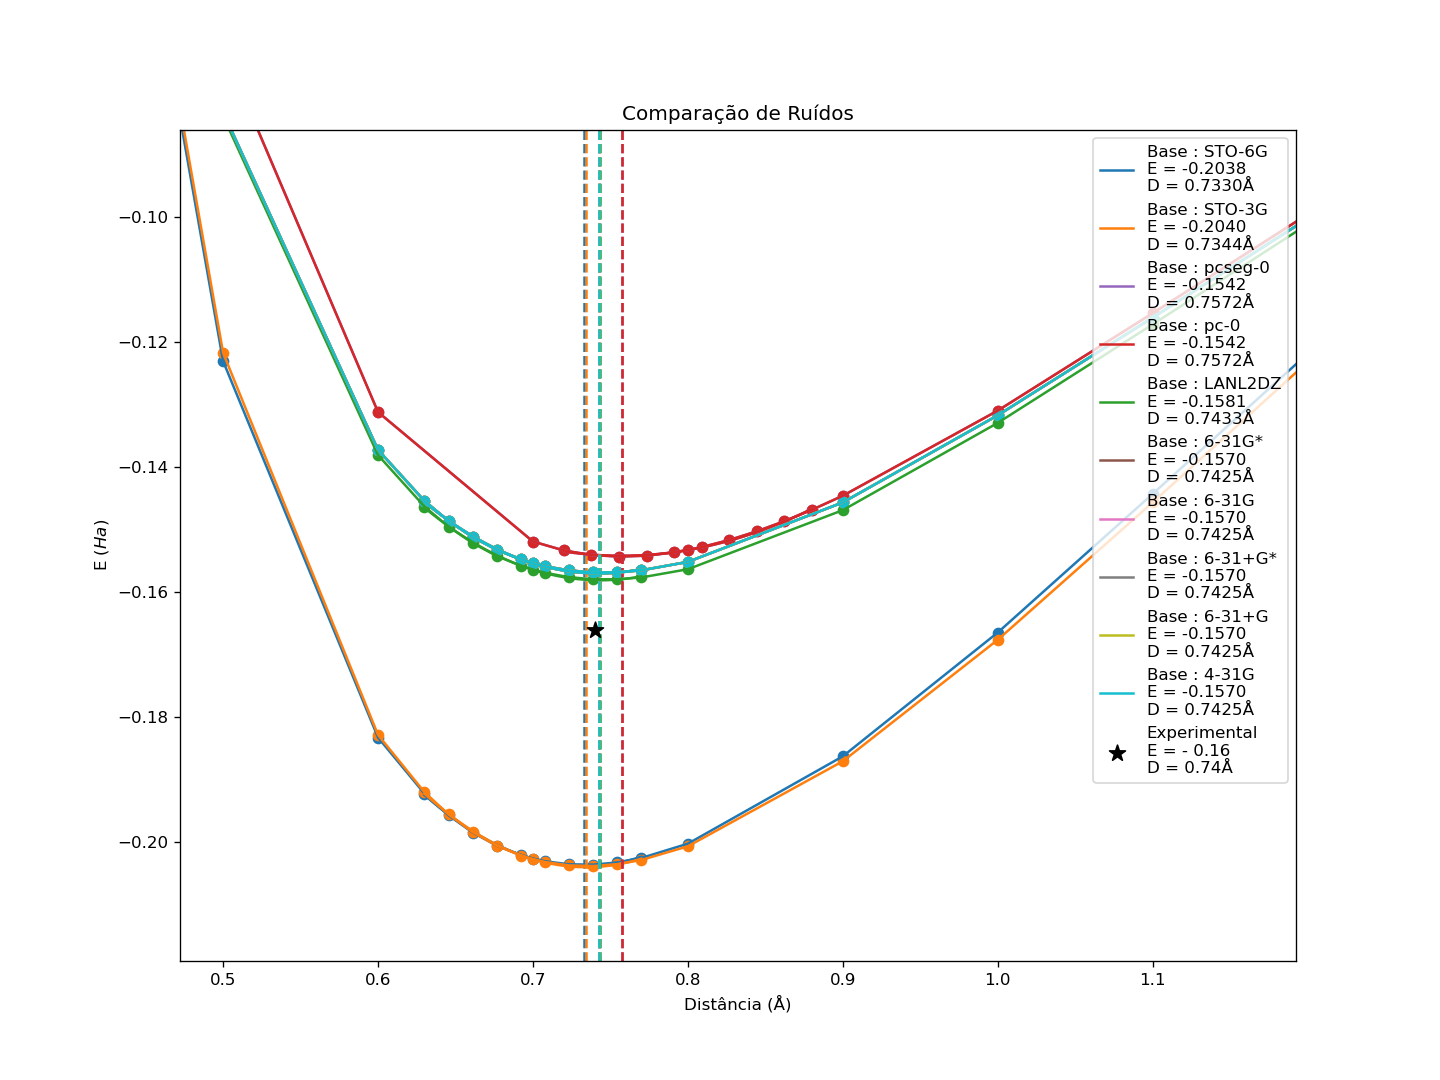 Comparação de Ruídos
Base : STO-6G
E = -0.2038
D = 0.7330Å
Base : STO-3G
E = -0.2040
D = 0.7344Å
Base : pcseg-0
E = -0.1542
D = 0.7572Å
Base : pc-0
E = -0.1542
D = 0.7572Å
Base : LANL2DZ
E = -0.1581
D = 0.7433Å
Base : 6-31G*
E = -0.1570
D = 0.7425Å
Base : 6-31G
E = -0.1570
D = 0.7425Å
Base : 6-31+G*
E = -0.1570
D = 0.7425Å
Base : 6-31+G
E = -0.1570
D = 0.7425Å
Base : 4-31G
E = -0.1570
D = 0.7425Å
Experimental
E = - 0.16
D = 0.74Å
E (Ha)
−0.10
−0.12
−0.14
−0.16
−0.18
−0.20
0.5 0.6 0.7 0.8 0.9 1.0 1.1
Distância (Å)